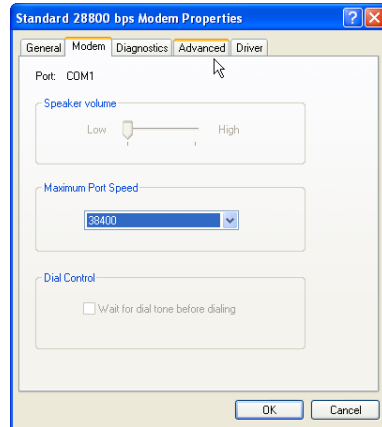 Standard 28800 bps Modem Properties
General Modem Diagnostics Advanced Driver
Port: COM1
Speaker volume
Low High
Maximum Port Speed
38400
Dial Control
Wait for dial tone before dialing
OK Cancel